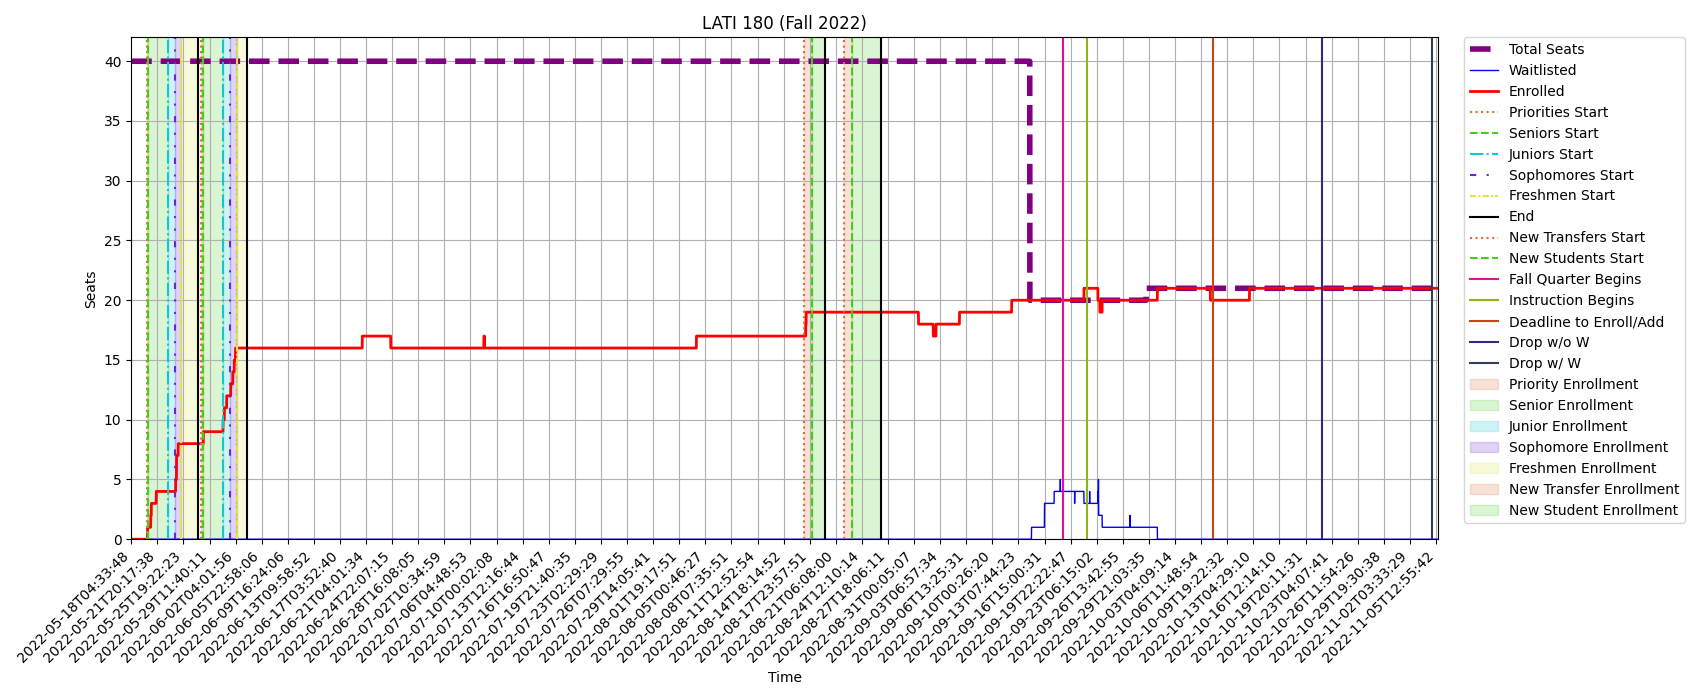 LATI 180 (Fall 2022)
Seats
40
35
30
25
20
15
10
5
0
2022-05-18T04:33:48
2022-05-21T20:17:38
2022-05-25T19:22:23
2022-05-29T11:40:11
2022-06-02T04:01:56
2022-06-05T22:58:06
2022-06-09T16:24:06
2022-06-13T09:58:52
2022-06-17T03:52:40
2022-06-21T04:01:34
2022-06-24T22:07:15
2022-06-28T16:08:05
2022-07-02T10:34:59
2022-07-06T04:48:53
2022-07-10T00:02:08
2022-07-13T12:16:44
2022-07-16T16:50:47
2022-07-19T21:40:35
2022-07-23T02:29:29
2022-07-26T07:29:55
2022-07-29T14:05:41
2022-08-01T19:17:51
2022-08-05T00:46:27
2022-08-08T07:35:51
2022-08-11T12:52:54
2022-08-14T18:14:52
2022-08-17T23:57:51
2022-08-21T06:08:00
2022-08-24T12:10:14
2022-08-27T18:06:11
2022-08-31T00:05:07
2022-09-03T06:57:34
2022-09-06T13:25:31
2022-09-10T00:26:20
2022-09-13T07:44:23
2022-09-16T15:00:31
2022-09-19T22:22:47
2022-09-23T06:15:02
2022-09-26T13:42:55
2022-09-29T21:03:35
2022-10-03T04:09:14
2022-10-06T11:48:54
2022-10-09T19:22:32
2022-10-13T04:29:10
2022-10-16T12:14:10
2022-10-19T20:11:31
2022-10-23T04:07:41
2022-10-26T11:54:26
2022-10-29T19:30:38
2022-11-02T03:33:29
2022-11-05T12:55:42
Time
Total Seats
Waitlisted
Enrolled
Priorities Start
Seniors Start
Juniors Start
Sophomores Start
Freshmen Start
End
New Transfers Start
New Students Start
Fall Quarter Begins
Instruction Begins
Deadline to Enroll/Add
Drop w/o W
Drop w/ W
Priority Enrollment
Senior Enrollment
Junior Enrollment
Sophomore Enrollment
Freshmen Enrollment
New Transfer Enrollment
New Student Enrollment